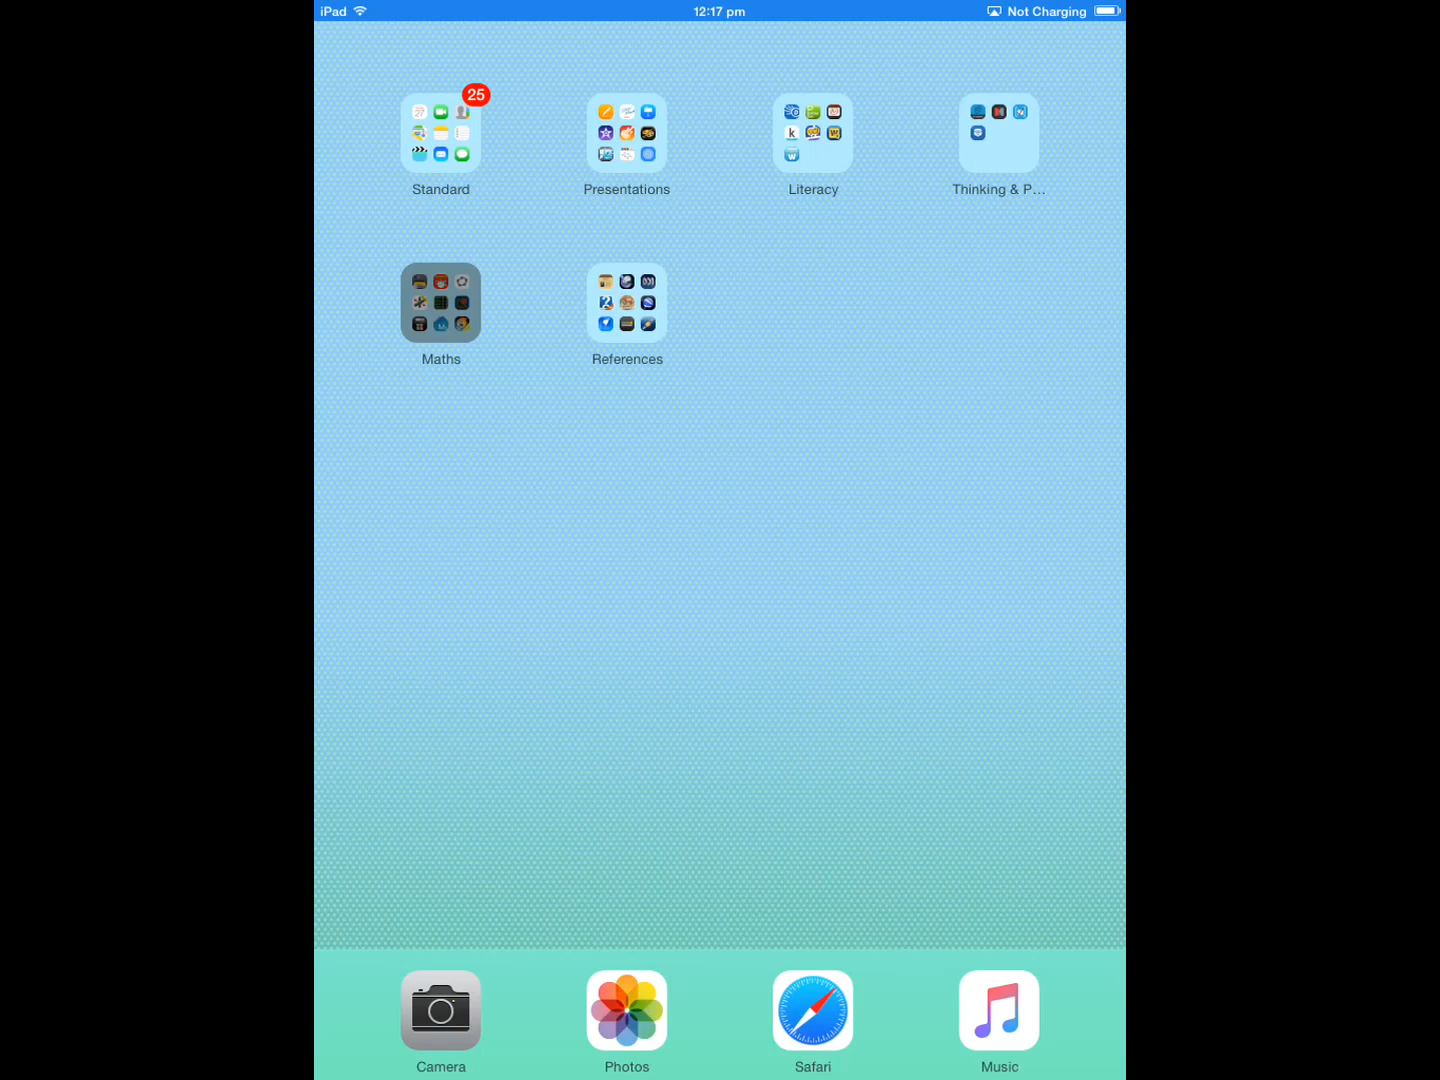 iPad 12:17 pm Not Charging
25
Standard Presentations Literacy Thinking & P...
Maths References
Camera Photos Safari Music